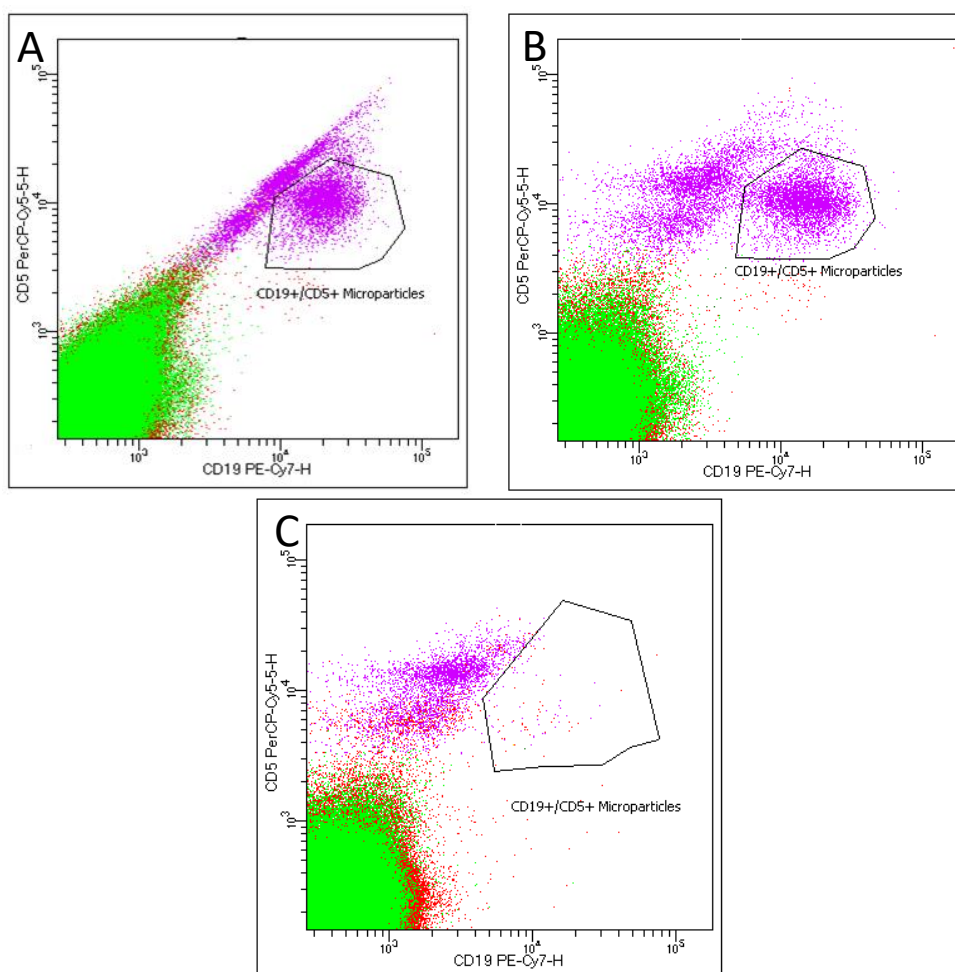 A
CD5 PerCP-Cy5-5-H
10⁵
10⁴
10³
CD19+/CD5+ Microparticles
10³
10⁴
10⁵
CD19 PE-Cy7-H
B
CD5 PerCP-Cy5-5-H
10⁵
10⁴
10³
CD19+/CD5+ Microparticles
10³
10⁴
10⁵
CD19 PE-Cy7-H
C
CD5 PerCP-Cy5-5-H
10⁵
10⁴
10³
CD19+/CD5+ Microparticles
10³
10⁴
10⁵
CD19 PE-Cy7-H